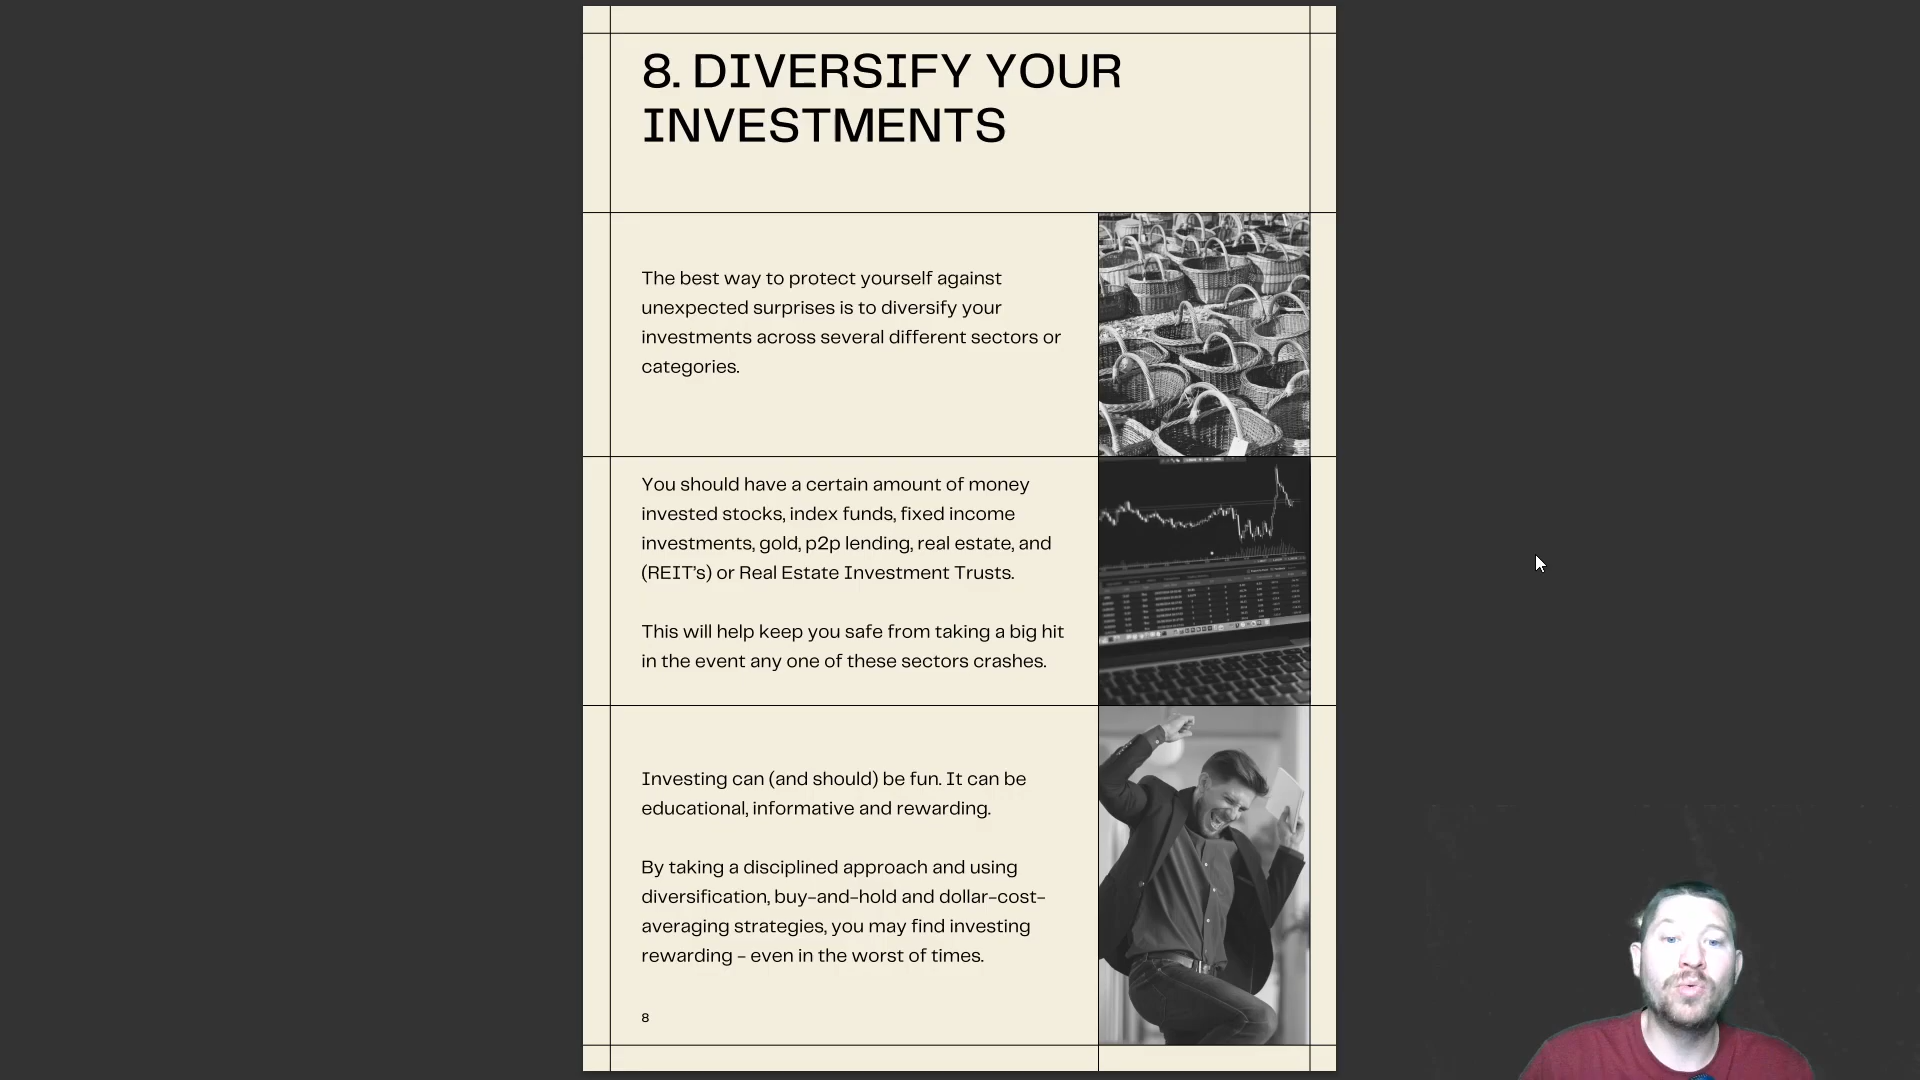 8. DIVERSIFY YOUR
INVESTMENTS
The best way to protect yourself against
unexpected surprises is to diversify your
investments across several different sectors or
categories.
You should have a certain amount of money
invested stocks, index funds, fixed income
investments, gold, p2p lending, real estate, and
(REIT's) or Real Estate Investment Trusts.
This will help keep you safe from taking a big hit
in the event any one of these sectors crashes.
Investing can (and should) be fun. It can be
educational, informative and rewarding.
By taking a disciplined approach and using
diversification, buy-and-hold and dollar-cost-
averaging strategies, you may find investing
rewarding - even in the worst of times.
8